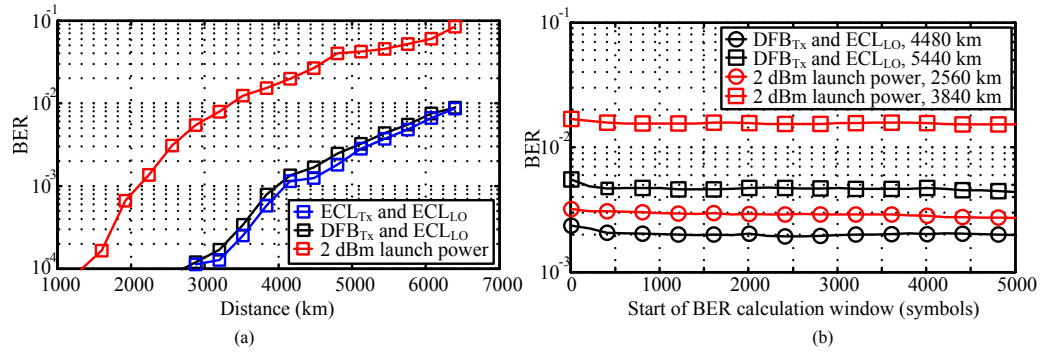 10⁻¹
10⁻²
10⁻³
10⁻⁴
BER
1000 2000 3000 4000 5000 6000 7000
Distance (km)
ECL_Tx and ECL_LO
DFB_Tx and ECL_LO
2 dBm launch power
(a)
10⁻¹
10⁻²
10⁻³
BER
0 1000 2000 3000 4000 5000
Start of BER calculation window (symbols)
DFB_Tx and ECL_LO, 4480 km
DFB_Tx and ECL_LO, 5440 km
2 dBm launch power, 2560 km
2 dBm launch power, 3840 km
(b)